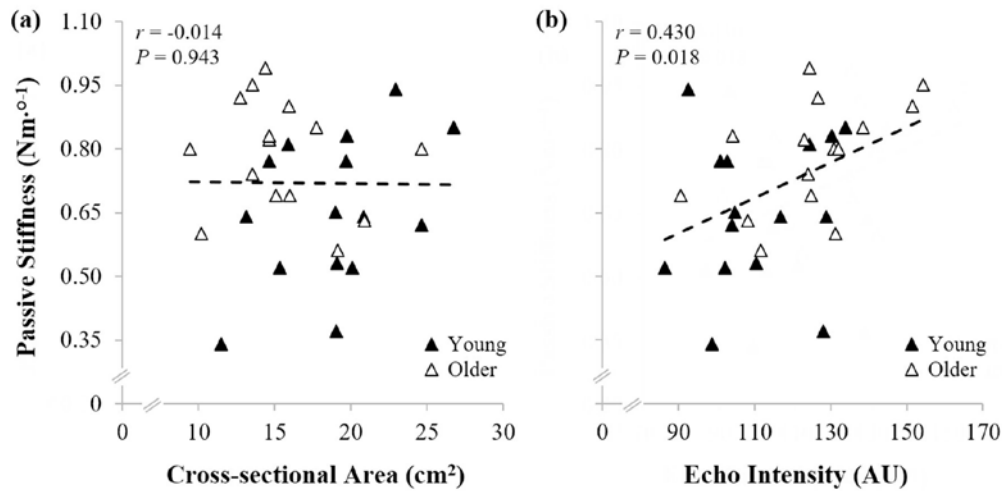 (a)
r = -0.014
P = 0.943
Passive Stiffness (Nm·°⁻¹)
1.10
0.95
0.80
0.65
0.50
0.35
0
Young
Older
0 10 15 20 25 30
Cross-sectional Area (cm²)
(b)
r = 0.430
P = 0.018
Young
Older
0 90 110 130 150 170
Echo Intensity (AU)